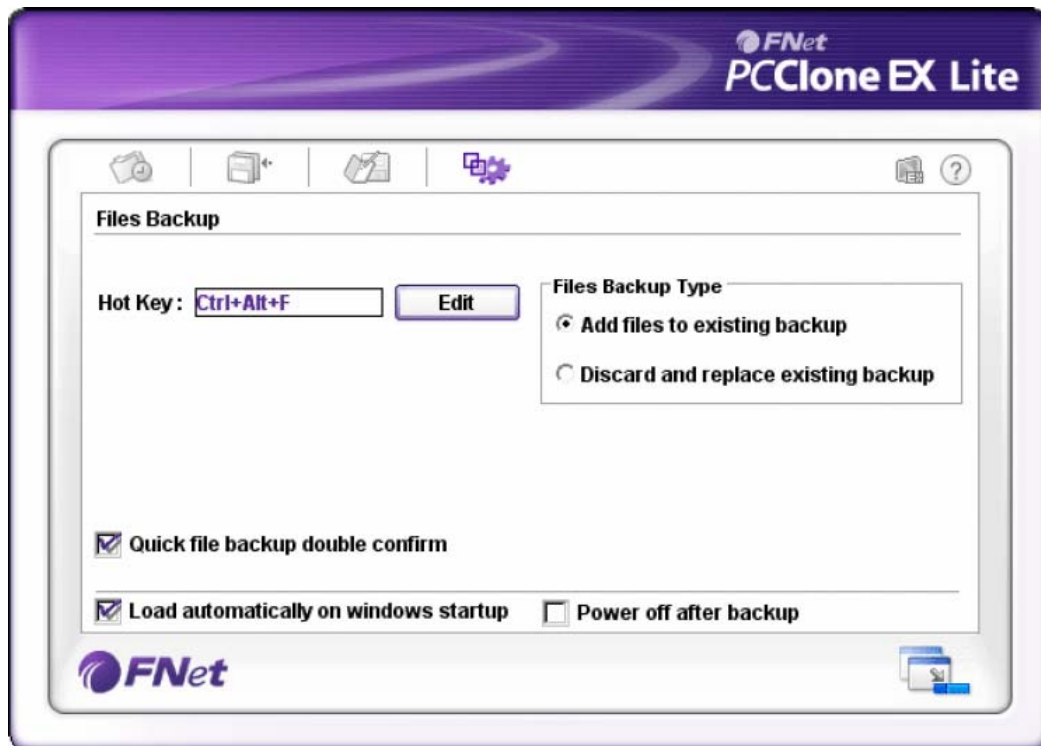 FNet
PCClone EX Lite
?
Files Backup
Hot Key : Ctrl+Alt+F Edit
Files Backup Type
Add files to existing backup
Discard and replace existing backup
Quick file backup double confirm
Load automatically on windows startup
Power off after backup
FNet